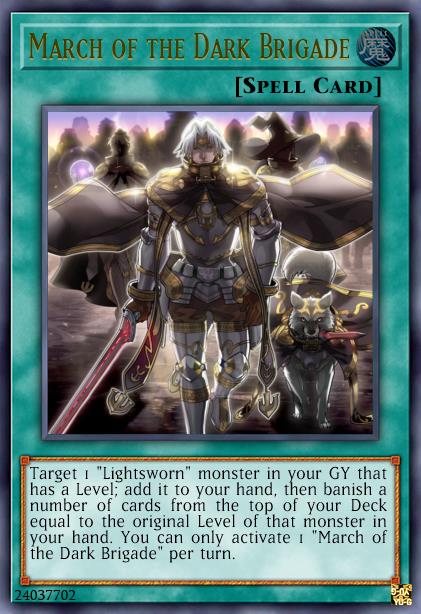 March of the Dark Brigade
[Spell Card]
Target 1 "Lightsworn" monster in your GY that
has a Level; add it to your hand, then banish a
number of cards from the top of your Deck
equal to the original Level of that monster in
your hand. You can only activate 1 "March of
the Dark Brigade" per turn.
24037702